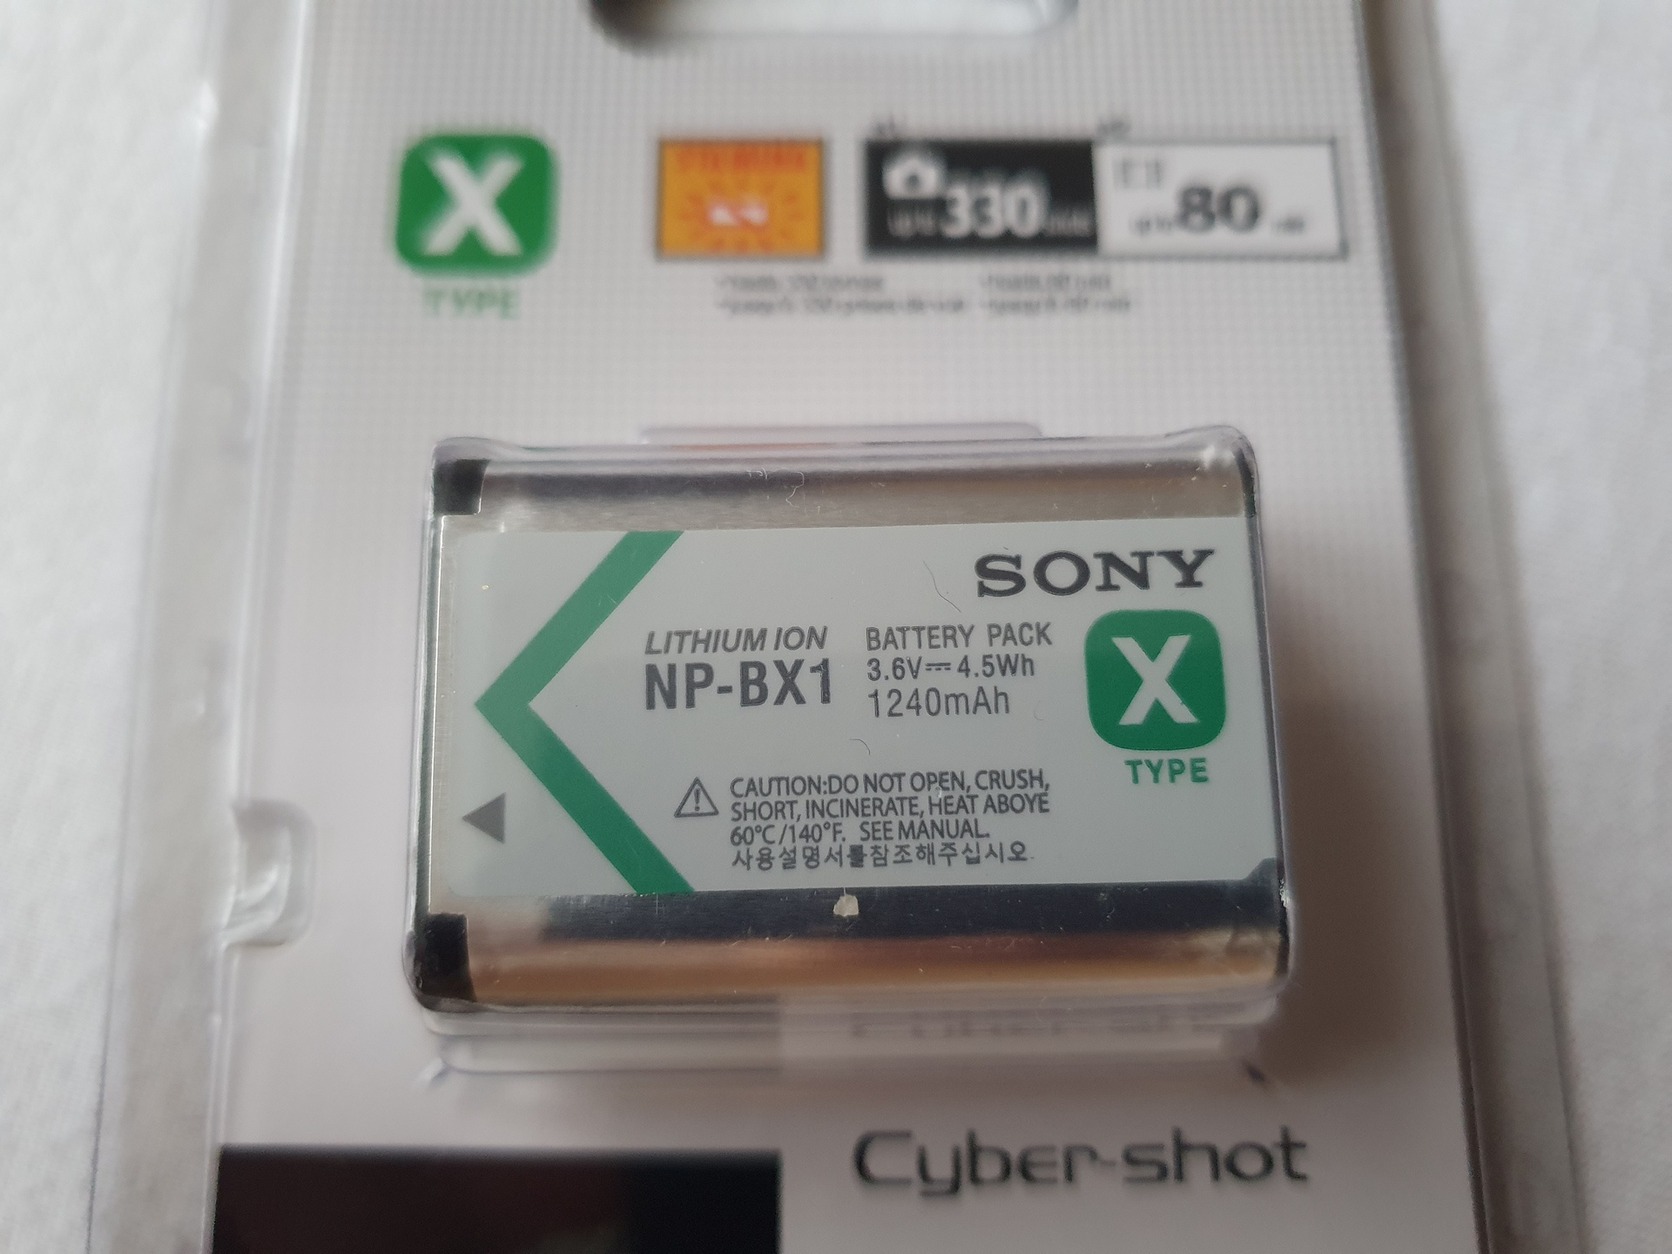 X
TYPE
330
80
SONY
LITHIUM ION
NP-BX1
BATTERY PACK
3.6V⎓4.5Wh
1240mAh
X
TYPE
CAUTION:DO NOT OPEN, CRUSH,
SHORT, INCINERATE, HEAT ABOYE
60°C /140°F. SEE MANUAL.
사용설명서를참조해주십시오.
Cyber-shot